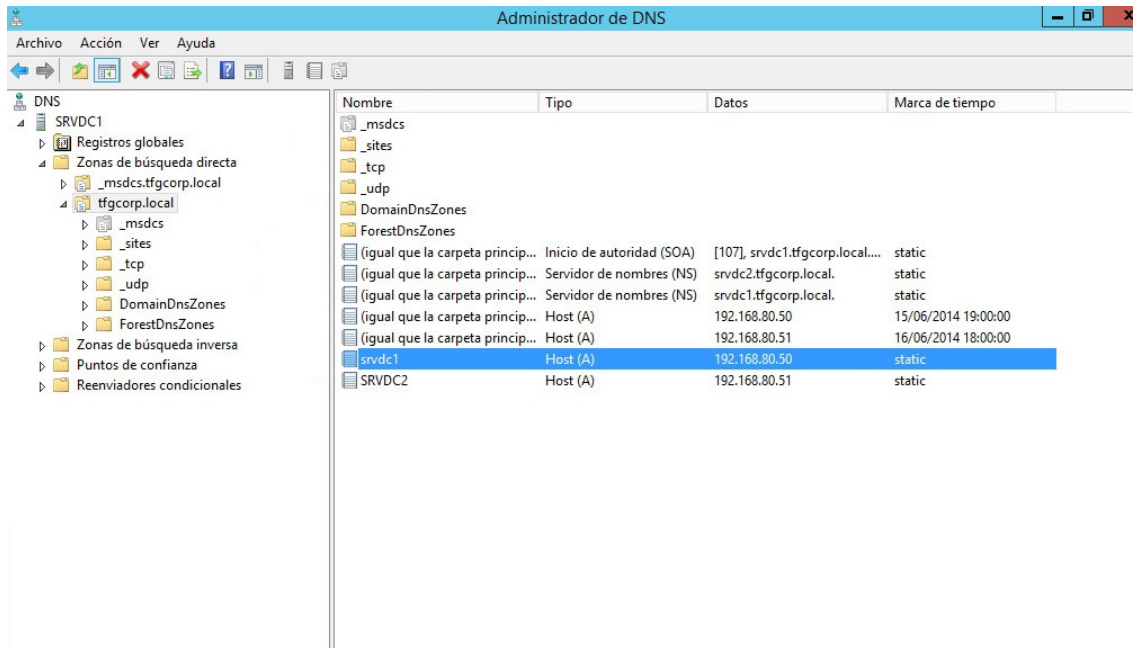 Administrador de DNS
Archivo Acción Ver Ayuda
DNS
SRVDC1
Registros globales
Zonas de búsqueda directa
_msdcs.tfgcorp.local
tfgcorp.local
_msdcs
_sites
_tcp
_udp
DomainDnsZones
ForestDnsZones
Zonas de búsqueda inversa
Puntos de confianza
Reenviadores condicionales
Nombre Tipo Datos Marca de tiempo
_msdcs
_sites
_tcp
_udp
DomainDnsZones
ForestDnsZones
(igual que la carpeta princip... Inicio de autoridad (SOA) [107], srvdc1.tfgcorp.local.... static
(igual que la carpeta princip... Servidor de nombres (NS) srvdc2.tfgcorp.local. static
(igual que la carpeta princip... Servidor de nombres (NS) srvdc1.tfgcorp.local. static
(igual que la carpeta princip... Host (A) 192.168.80.50 15/06/2014 19:00:00
(igual que la carpeta princip... Host (A) 192.168.80.51 16/06/2014 18:00:00
srvdc1 Host (A) 192.168.80.50 static
SRVDC2 Host (A) 192.168.80.51 static